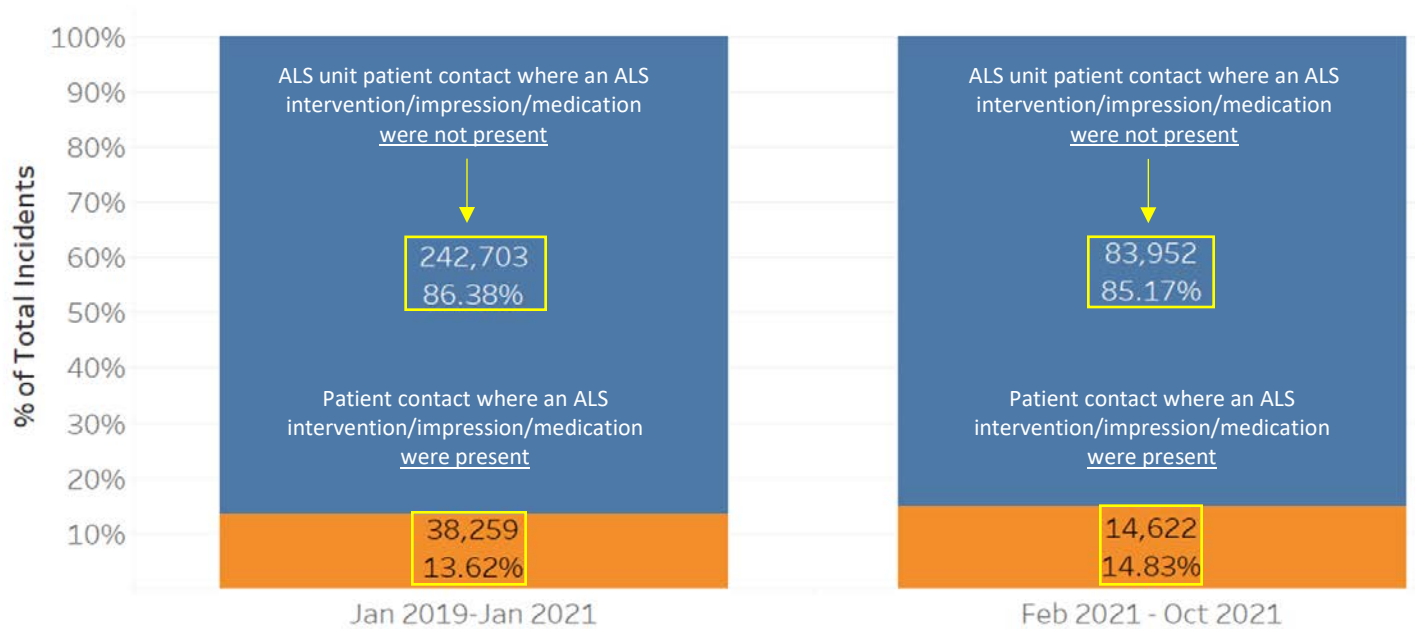 % of Total Incidents
100%
90%
80%
70%
60%
50%
40%
30%
20%
10%
ALS unit patient contact where an ALS
intervention/impression/medication
were not present
242,703
86.38%
Patient contact where an ALS
intervention/impression/medication
were present
38,259
13.62%
Jan 2019-Jan 2021
ALS unit patient contact where an ALS
intervention/impression/medication
were not present
83,952
85.17%
Patient contact where an ALS
intervention/impression/medication
were present
14,622
14.83%
Feb 2021 - Oct 2021